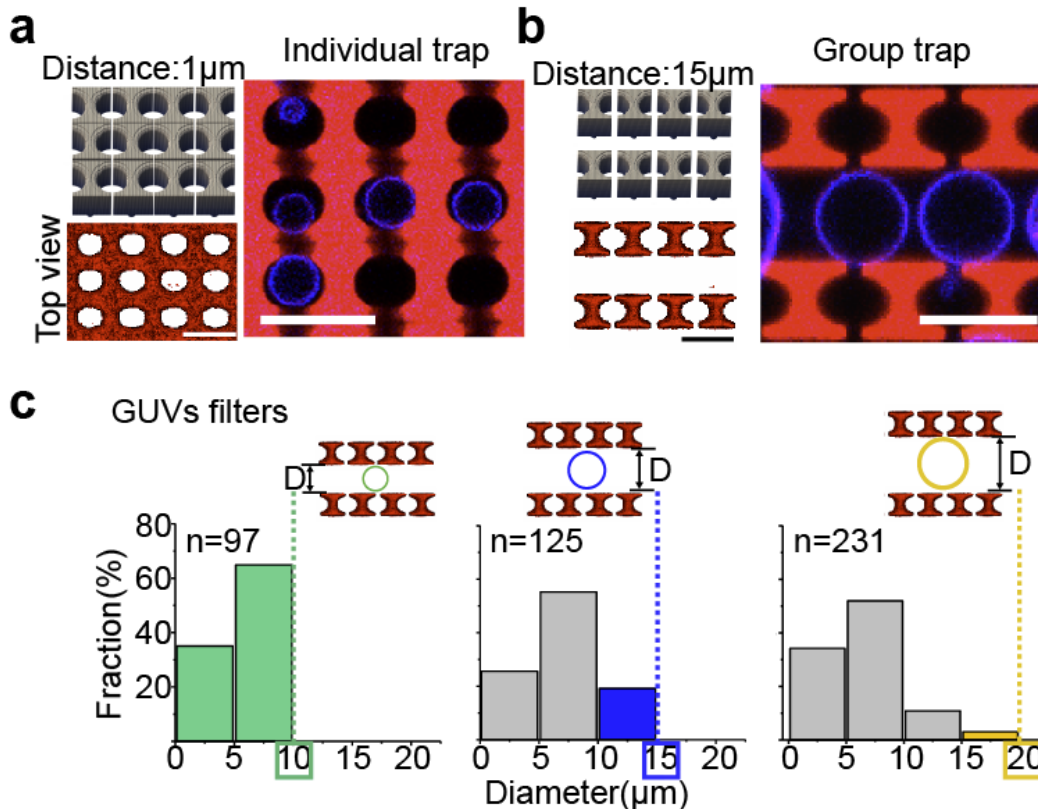 a
Individual trap
Distance:1μm
Top view
b
Group trap
Distance:15μm
c
GUVs filters
D
D
D
n=97
n=125
n=231
Fraction(%)
80
60
40
20
0 5 10 15 20
0 5 10 15 20
0 5 10 15 20
Diameter(μm)